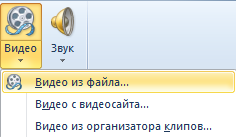 Видео Звук
Видео из файла...
Видео с видеосайта...
Видео из организатора клипов...